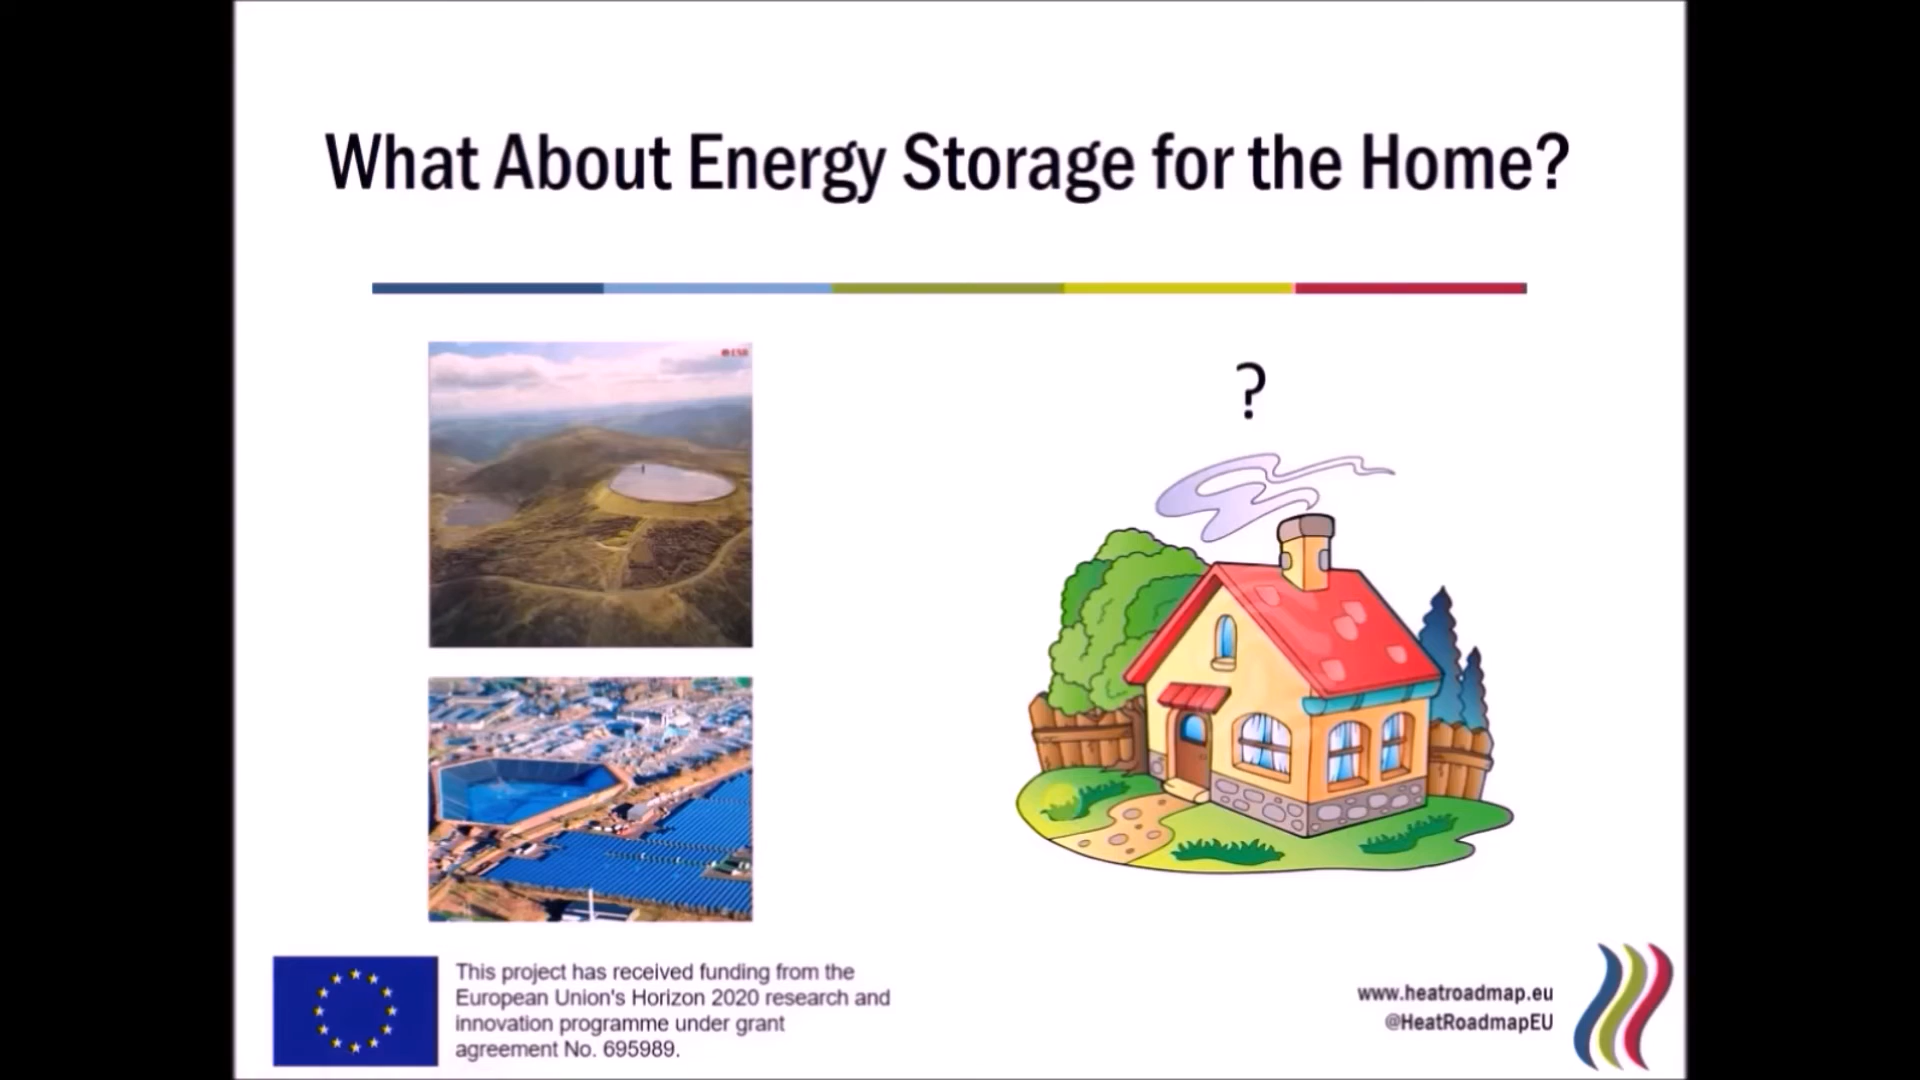 What About Energy Storage for the Home?
?
This project has received funding from the
European Union's Horizon 2020 research and
innovation programme under grant
agreement No. 695989.
www.heatroadmap.eu
@HeatRoadmapEU